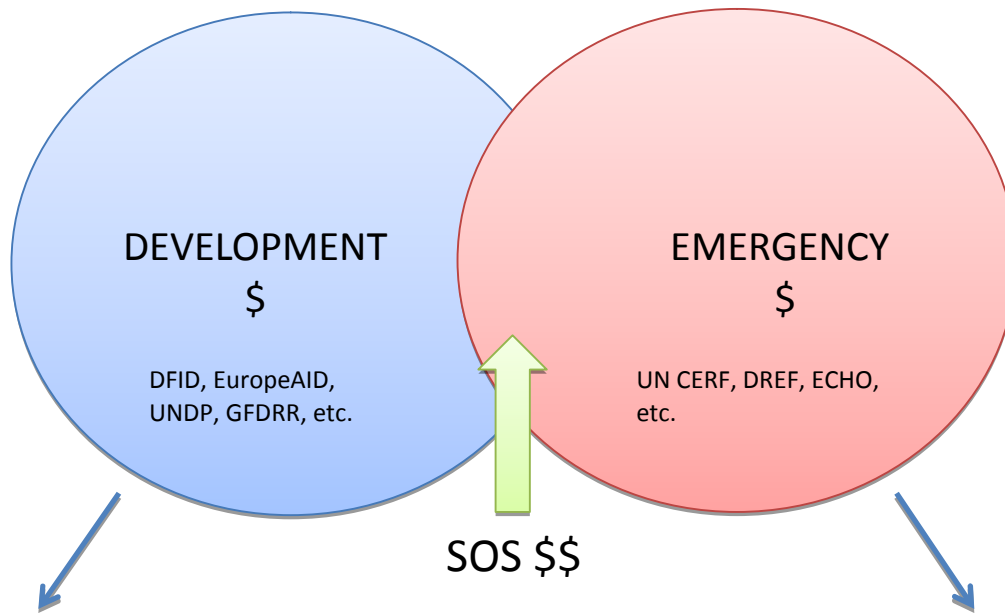 DEVELOPMENT
$
DFID, EuropeAID,
UNDP, GFDRR, etc.
EMERGENCY
$
UN CERF, DREF, ECHO,
etc.
SOS $$